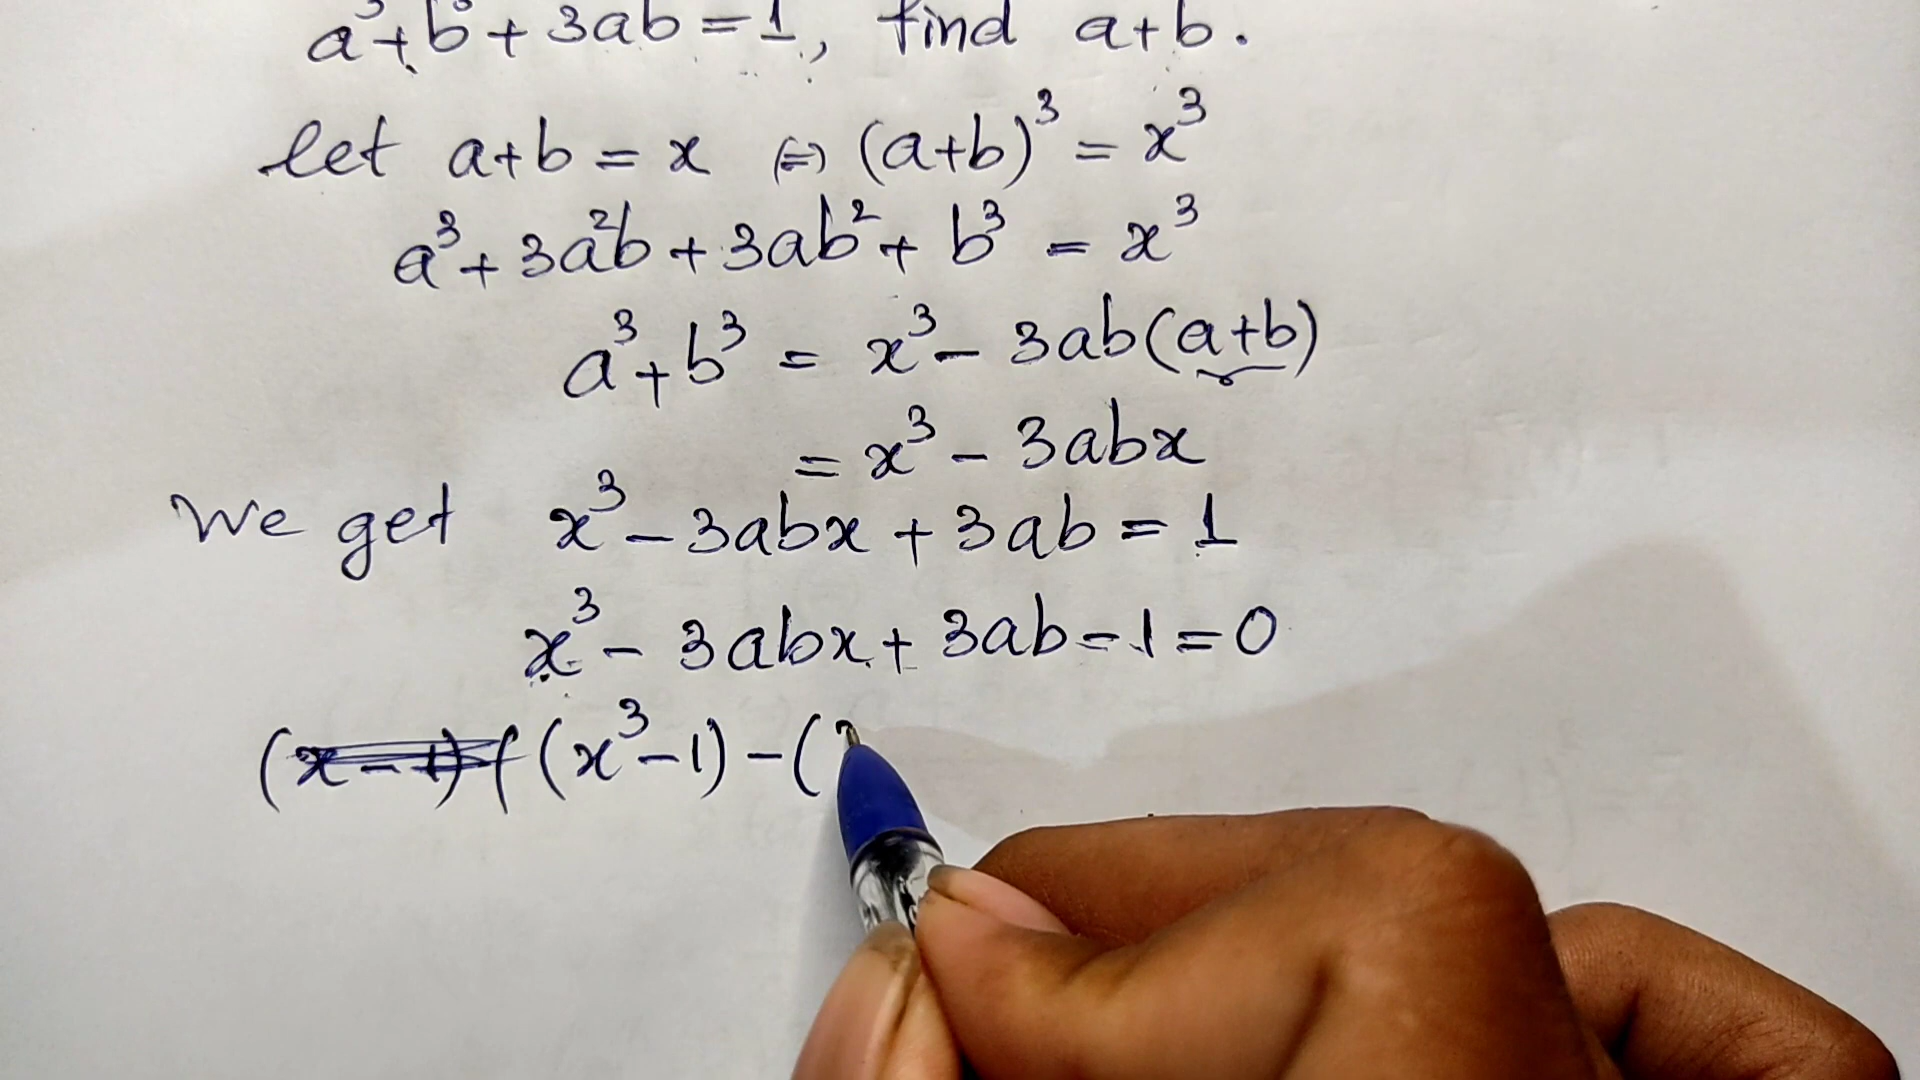 a³+b³+3ab=1, find a+b.
let a+b=x ⇔ (a+b)³=x³
a³+3a²b+3ab²+b³=x³
a³+b³=x³-3ab(a+b)
=x³-3abx
We get x³-3abx+3ab=1
x³-3abx+3ab-1=0
(x-1)( (x³-1)-(